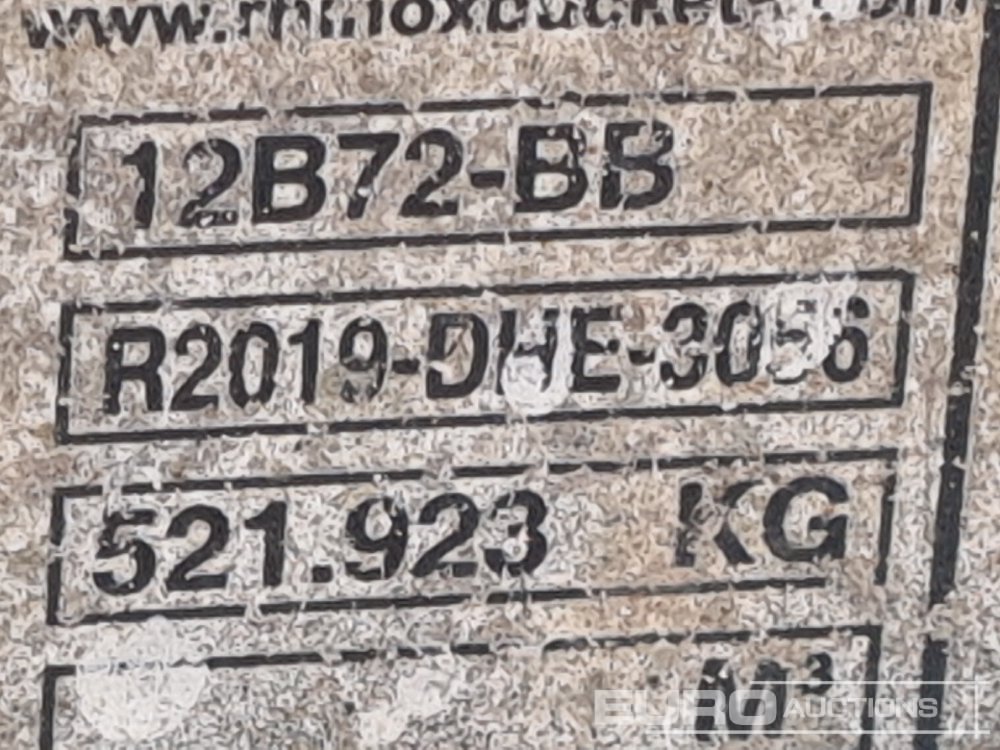 12B72-BB
R2019-DHE-3056
521.923 KG
M³
EURO AUCTIONS